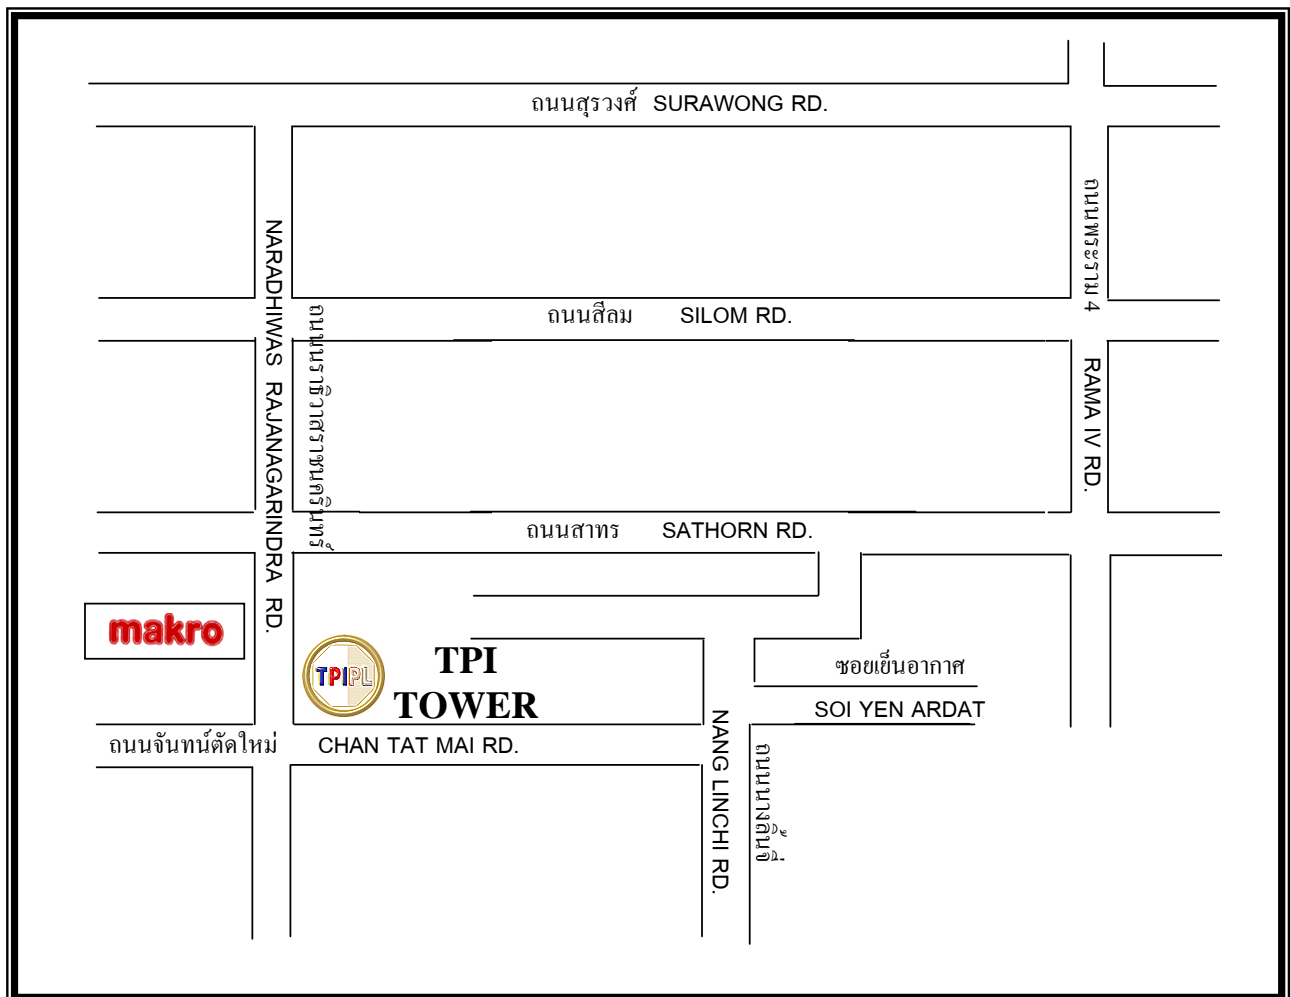 ถนนสุรวงศ์ SURAWONG RD.
ถนนพระราม 4 RAMA IV RD.
NARADHIWAS RAJANAGARINDRA RD.
ถนนนราธิวาสราชนครินทร์
ถนนสีลม SILOM RD.
ถนนสาทร SATHORN RD.
makro
TPIPL
TPI
TOWER
ซอยเย็นอากาศ
SOI YEN ARDAT
ถนนจันทน์ตัดใหม่ CHAN TAT MAI RD.
NANG LINCHI RD.
ถนนนางลิ้นจี่